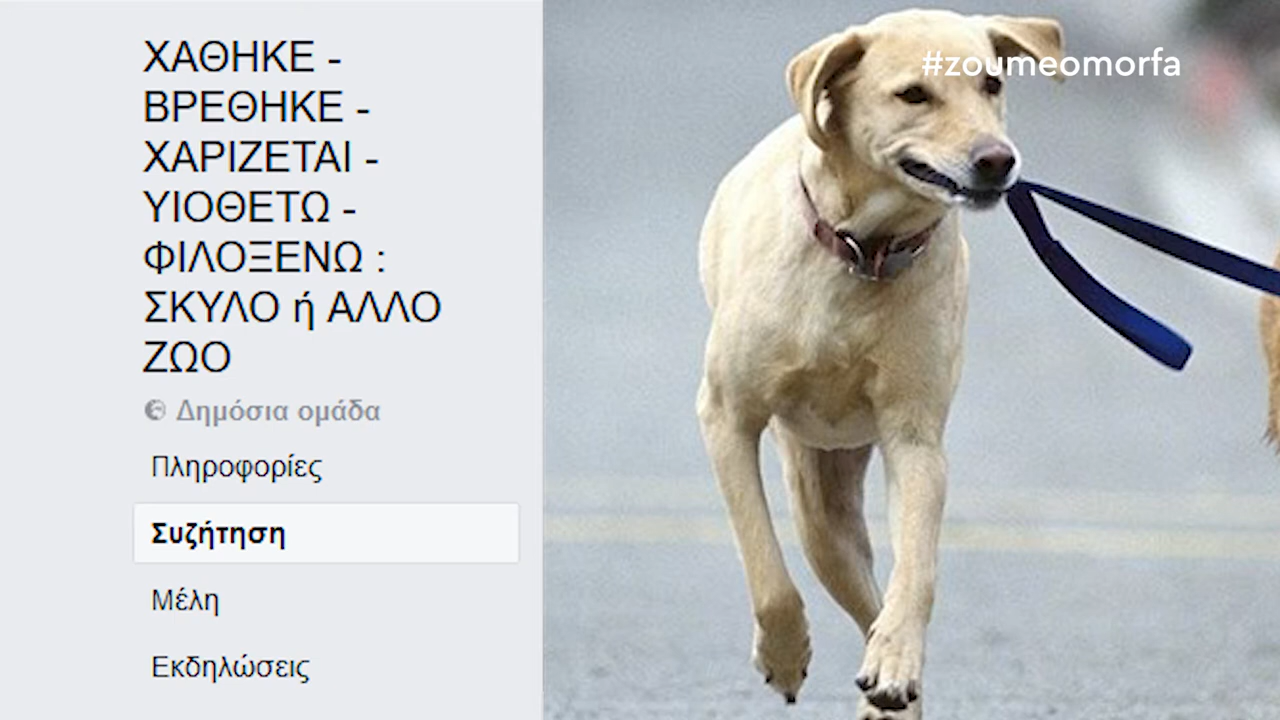 ΧΑΘΗΚΕ -
ΒΡΕΘΗΚΕ -
ΧΑΡΙΖΕΤΑΙ -
ΥΙΟΘΕΤΩ -
ΦΙΛΟΞΕΝΩ :
ΣΚΥΛΟ ή ΑΛΛΟ
ΖΩΟ
Δημόσια ομάδα
Πληροφορίες
Συζήτηση
Μέλη
Εκδηλώσεις
#zoumeomorfa